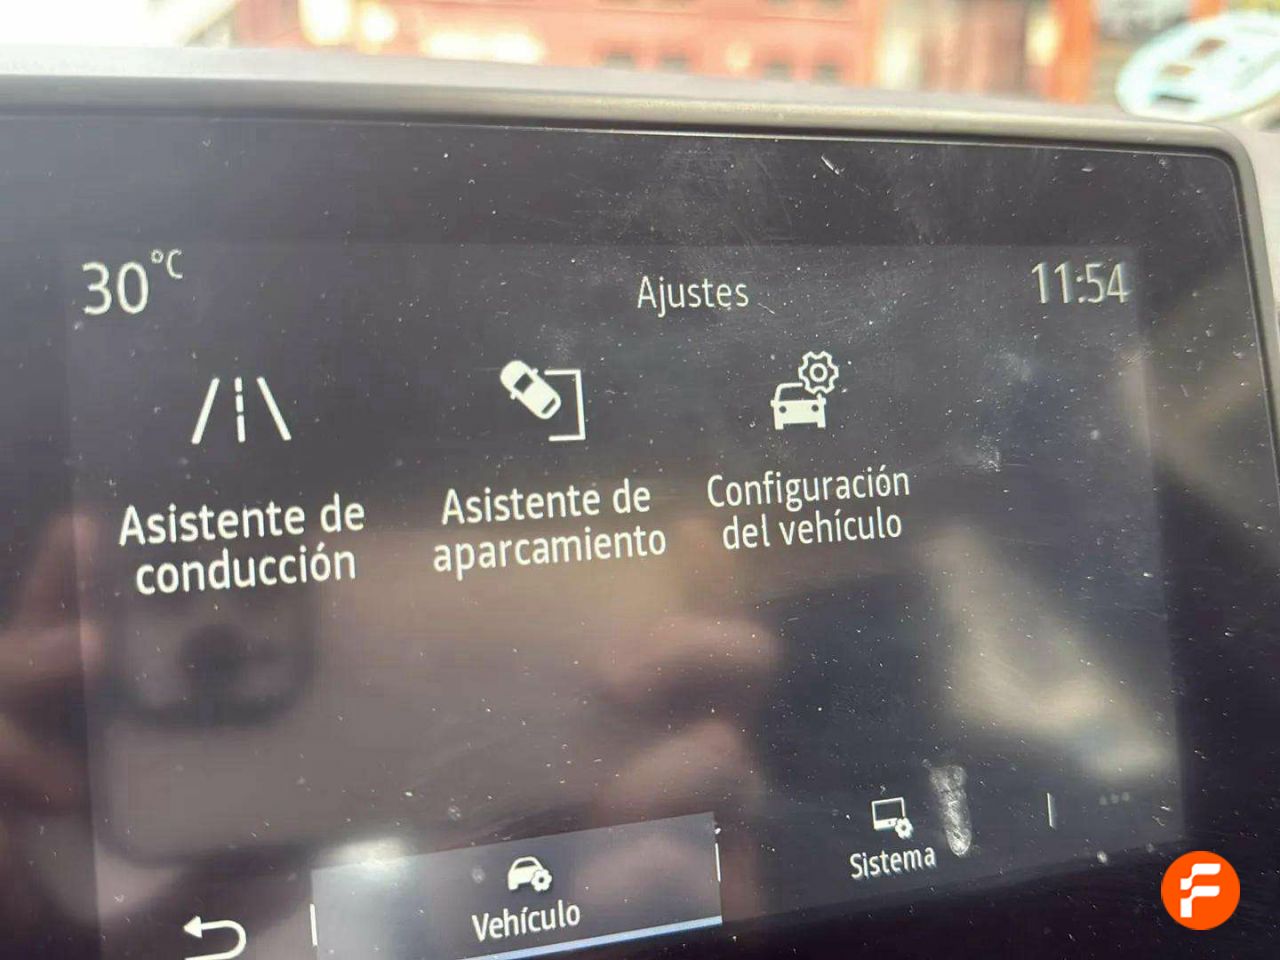 30°C
Ajustes
11:54
Asistente de
conducción
Asistente de
aparcamiento
Configuración
del vehículo
Vehículo
Sistema